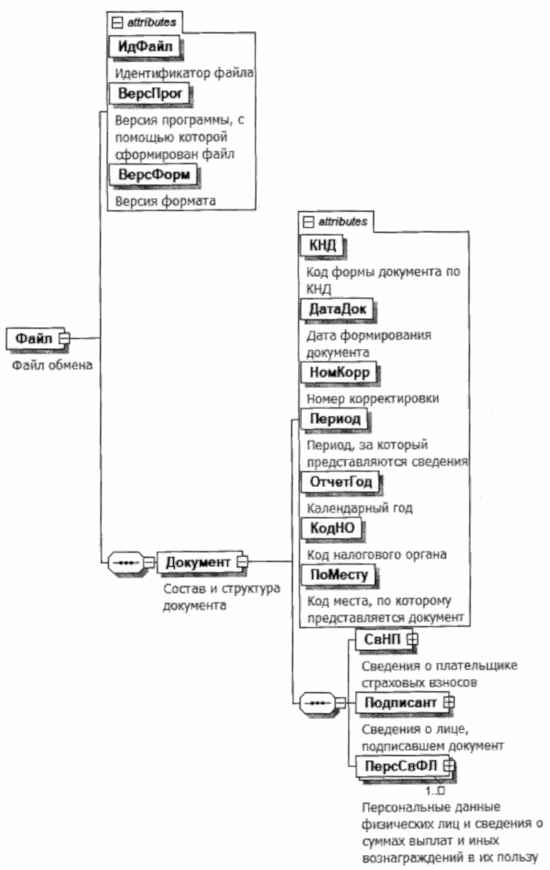 attributes
ИдФайл
Идентификатор файла
ВерсПрог
Версия программы, с
помощью которой
сформирован файл
ВерсФорм
Версия формата
Файл
Файл обмена
Документ
Состав и структура
документа
attributes
КНД
Код формы документа по
КНД
ДатаДок
Дата формирования
документа
НомКорр
Номер корректировки
Период
Период, за который
представляются сведения
ОтчетГод
Календарный год
КодНО
Код налогового органа
ПоМесту
Код места, по которому
представляется документ
СвНП
Сведения о плательщике
страховых взносов
Подписант
Сведения о лице,
подписавшем документ
ПерсСвФЛ
1..□
Персональные данные
физических лиц и сведения о
суммах выплат и иных
вознаграждений в их пользу